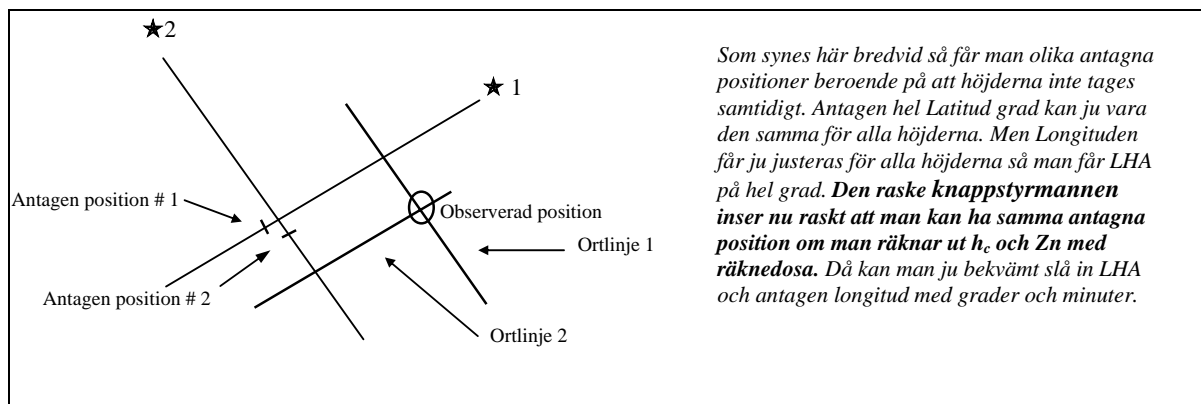 ★2
★ 1
Antagen position # 1
Observerad position
Ortlinje 1
Antagen position # 2
Ortlinje 2
Som synes här bredvid så får man olika antagna
positioner beroende på att höjderna inte tages
samtidigt. Antagen hel Latitud grad kan ju vara
den samma för alla höjderna. Men Longituden
får ju justeras för alla höjderna så man får LHA
på hel grad. Den raske knappstyrmannen
inser nu raskt att man kan ha samma antagna
position om man räknar ut hc och Zn med
räknedosa. Då kan man ju bekvämt slå in LHA
och antagen longitud med grader och minuter.